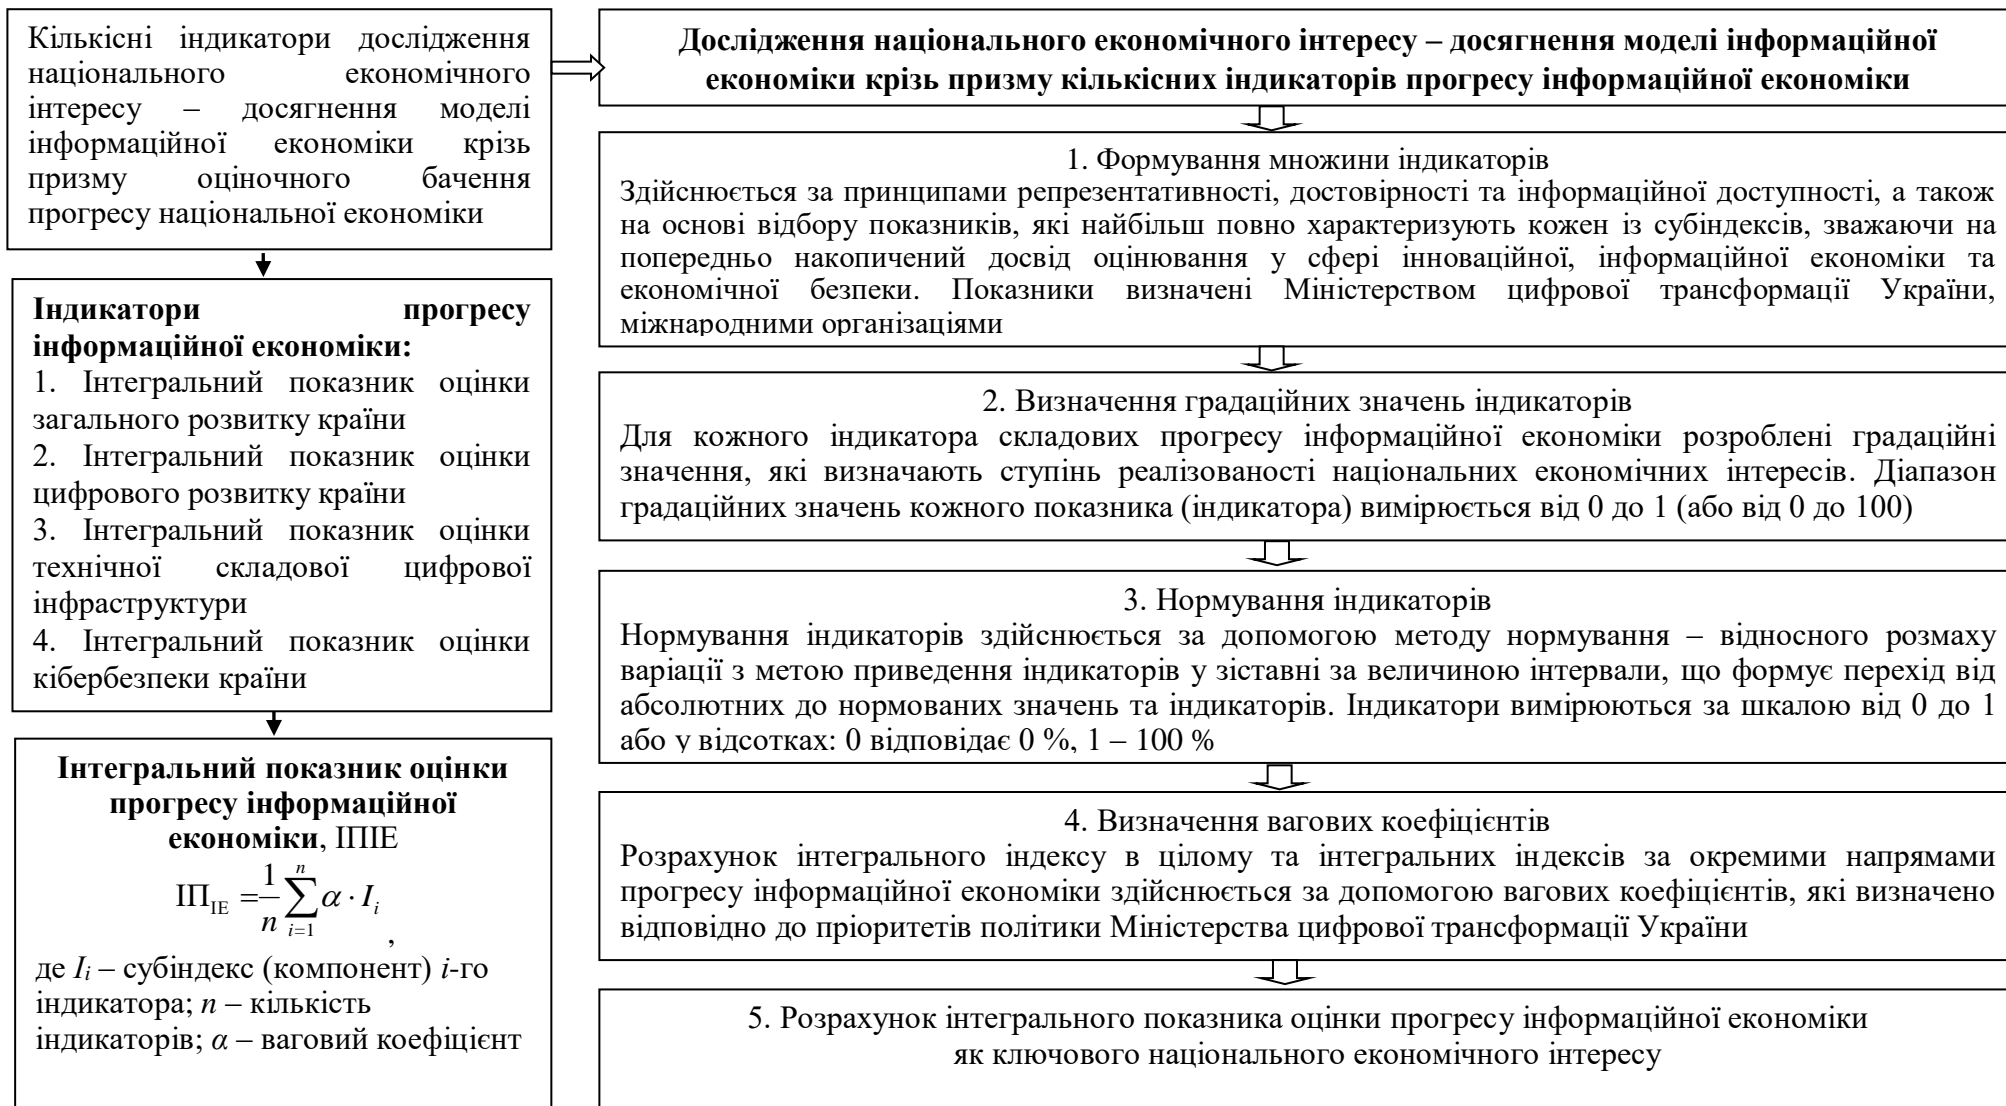 Кількісні індикатори дослідження
національного економічного
інтересу – досягнення моделі
інформаційної економіки крізь
призму оціночного бачення
прогресу національної економіки
Індикатори прогресу
інформаційної економіки:
1. Інтегральний показник оцінки
загального розвитку країни
2. Інтегральний показник оцінки
цифрового розвитку країни
3. Інтегральний показник оцінки
технічної складової цифрової
інфраструктури
4. Інтегральний показник оцінки
кібербезпеки країни
Інтегральний показник оцінки
прогресу інформаційної
економіки, ІПІЕ
ІП_ІЕ = 1/n ∑_{i=1}^{n} α · I_i ,
де Ii – субіндекс (компонент) i-го
індикатора; n – кількість
індикаторів; α – ваговий коефіцієнт
Дослідження національного економічного інтересу – досягнення моделі інформаційної
економіки крізь призму кількісних індикаторів прогресу інформаційної економіки
1. Формування множини індикаторів
Здійснюється за принципами репрезентативності, достовірності та інформаційної доступності, а також
на основі відбору показників, які найбільш повно характеризують кожен із субіндексів, зважаючи на
попередньо накопичений досвід оцінювання у сфері інноваційної, інформаційної економіки та
економічної безпеки. Показники визначені Міністерством цифрової трансформації України,
міжнародними організаціями
2. Визначення градаційних значень індикаторів
Для кожного індикатора складових прогресу інформаційної економіки розроблені градаційні
значення, які визначають ступінь реалізованості національних економічних інтересів. Діапазон
градаційних значень кожного показника (індикатора) вимірюється від 0 до 1 (або від 0 до 100)
3. Нормування індикаторів
Нормування індикаторів здійснюється за допомогою методу нормування – відносного розмаху
варіації з метою приведення індикаторів у зіставні за величиною інтервали, що формує перехід від
абсолютних до нормованих значень та індикаторів. Індикатори вимірюються за шкалою від 0 до 1
або у відсотках: 0 відповідає 0 %, 1 – 100 %
4. Визначення вагових коефіцієнтів
Розрахунок інтегрального індексу в цілому та інтегральних індексів за окремими напрямами
прогресу інформаційної економіки здійснюється за допомогою вагових коефіцієнтів, які визначено
відповідно до пріоритетів політики Міністерства цифрової трансформації України
5. Розрахунок інтегрального показника оцінки прогресу інформаційної економіки
як ключового національного економічного інтересу